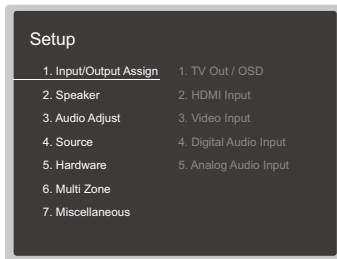 Setup
1. Input/Output Assign
2. Speaker
3. Audio Adjust
4. Source
5. Hardware
6. Multi Zone
7. Miscellaneous
1. TV Out / OSD
2. HDMI Input
3. Video Input
4. Digital Audio Input
5. Analog Audio Input